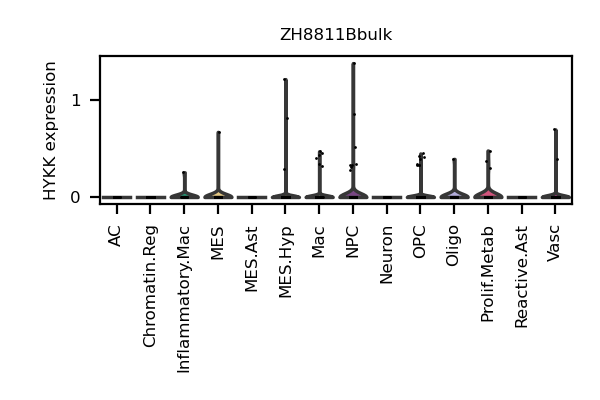 ZH8811Bbulk
HYKK expression
1
0
AC
Chromatin.Reg
Inflammatory.Mac
MES
MES.Ast
MES.Hyp
Mac
NPC
Neuron
OPC
Oligo
Prolif.Metab
Reactive.Ast
Vasc